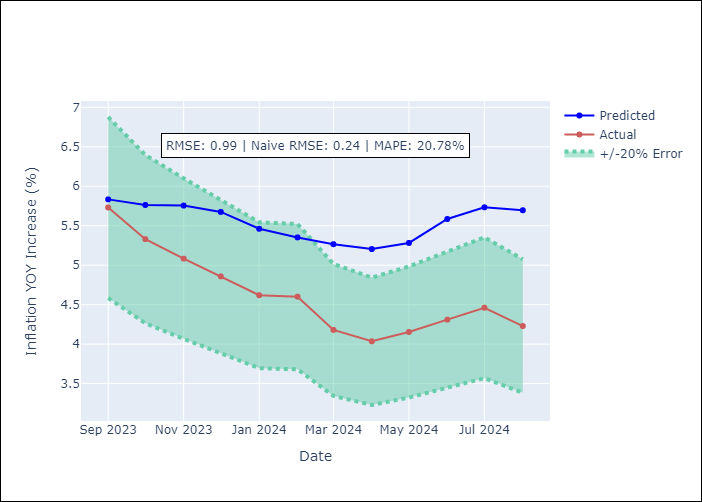 RMSE: 0.99 | Naive RMSE: 0.24 | MAPE: 20.78%
Predicted
Actual
+/-20% Error
Inflation YOY Increase (%)
7
6.5
6
5.5
5
4.5
4
3.5
Sep 2023 Nov 2023 Jan 2024 Mar 2024 May 2024 Jul 2024
Date